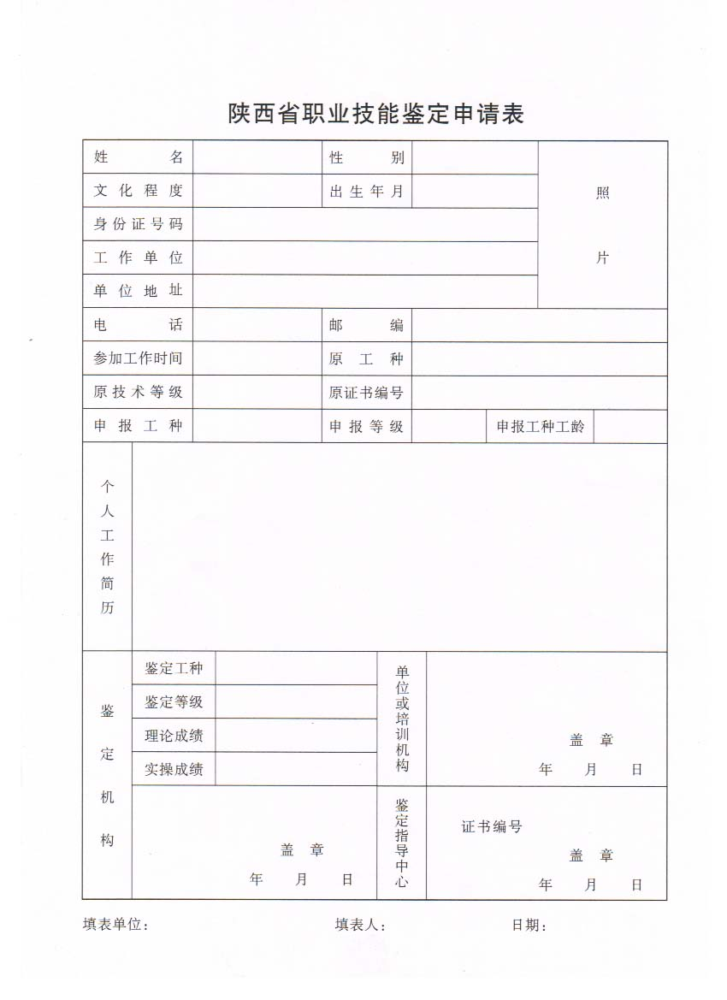 陕西省职业技能鉴定申请表
姓 名 性 别
文化程度 出生年月 照
身份证号码
工作单位 片
单位地址
电 话 邮 编
参加工作时间 原工种
原技术等级 原证书编号
申报工种 申报等级 申报工种工龄
个人工作简历
鉴定机构
鉴定工种
鉴定等级
理论成绩
实操成绩
盖 章
年 月 日
单位或培训机构
盖 章
年 月 日
鉴定指导中心
证书编号
盖 章
年 月 日
填表单位: 填表人: 日期: